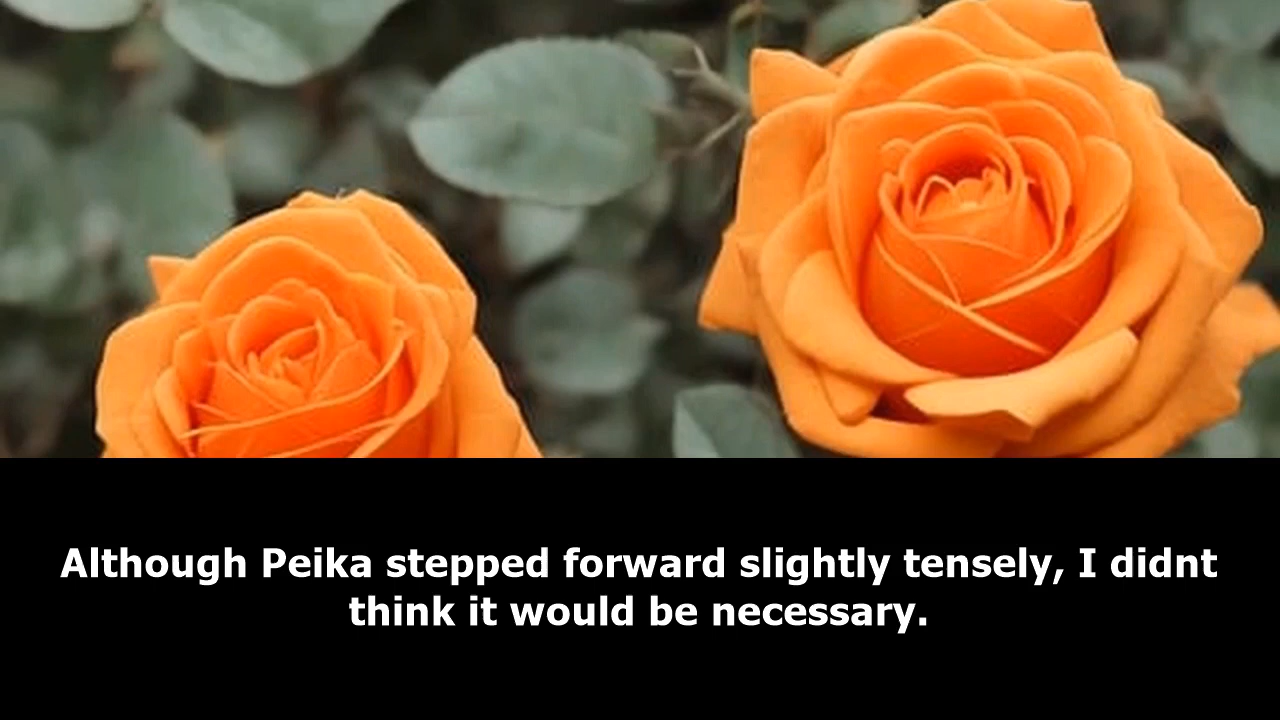 Although Peika stepped forward slightly tensely, I didnt
think it would be necessary.